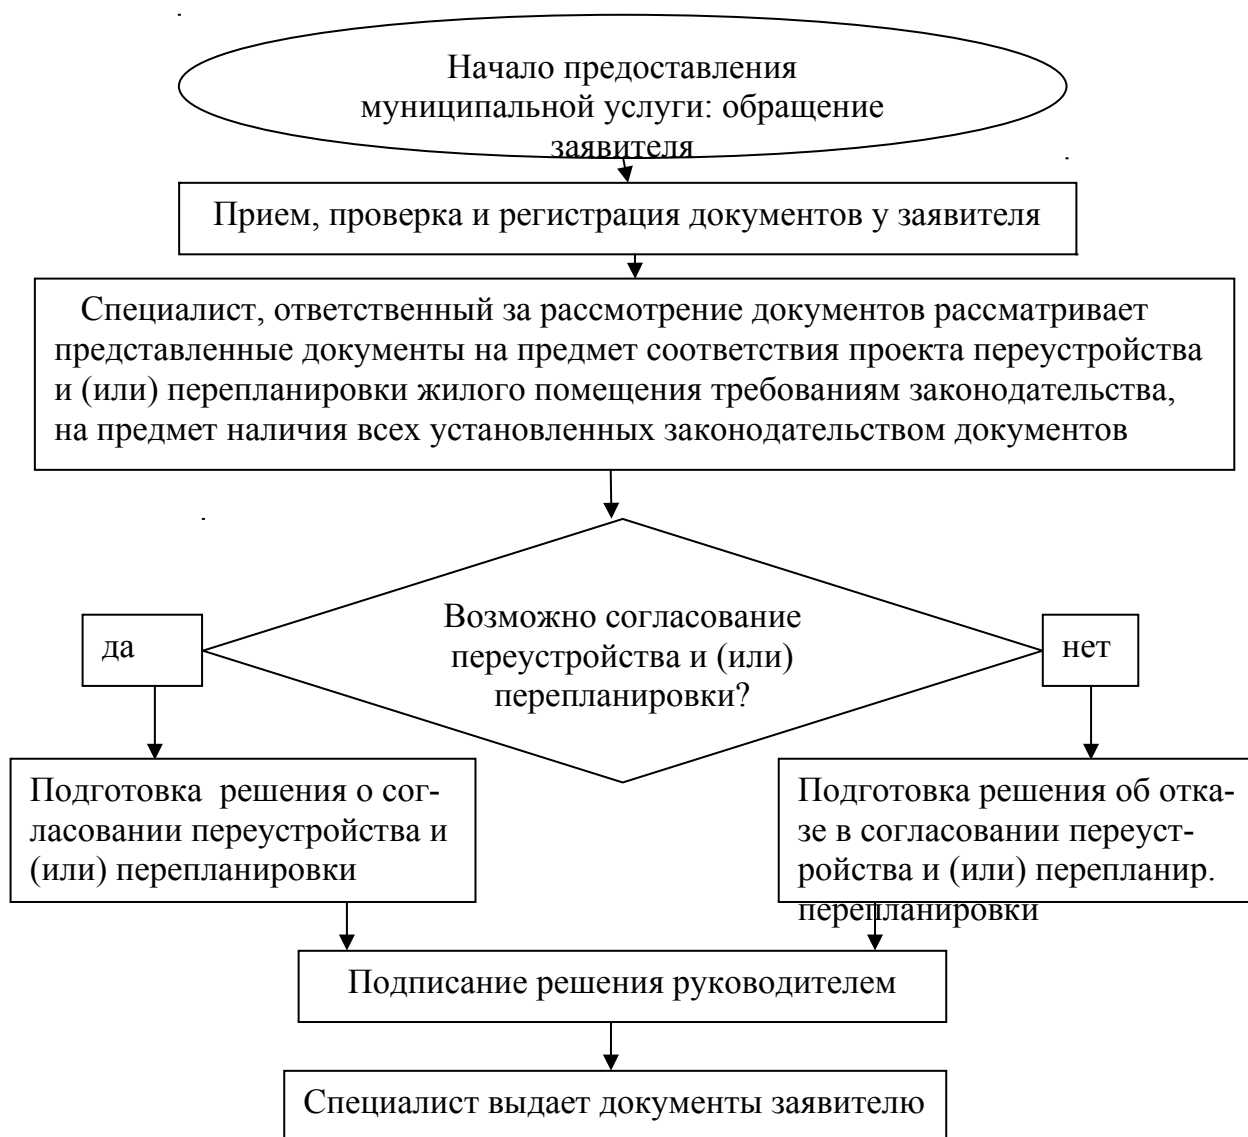 Начало предоставления
муниципальной услуги: обращение
заявителя
Прием, проверка и регистрация документов у заявителя
Специалист, ответственный за рассмотрение документов рассматривает
представленные документы на предмет соответствия проекта переустройства
и (или) перепланировки жилого помещения требованиям законодательства,
на предмет наличия всех установленных законодательством документов
Возможно согласование
переустройства и (или)
перепланировки?
да
нет
Подготовка решения о сог-
ласовании переустройства и
(или) перепланировки
Подготовка решения об отка-
зе в согласовании переуст-
ройства и (или) перепланир.
перепланировки
Подписание решения руководителем
Специалист выдает документы заявителю